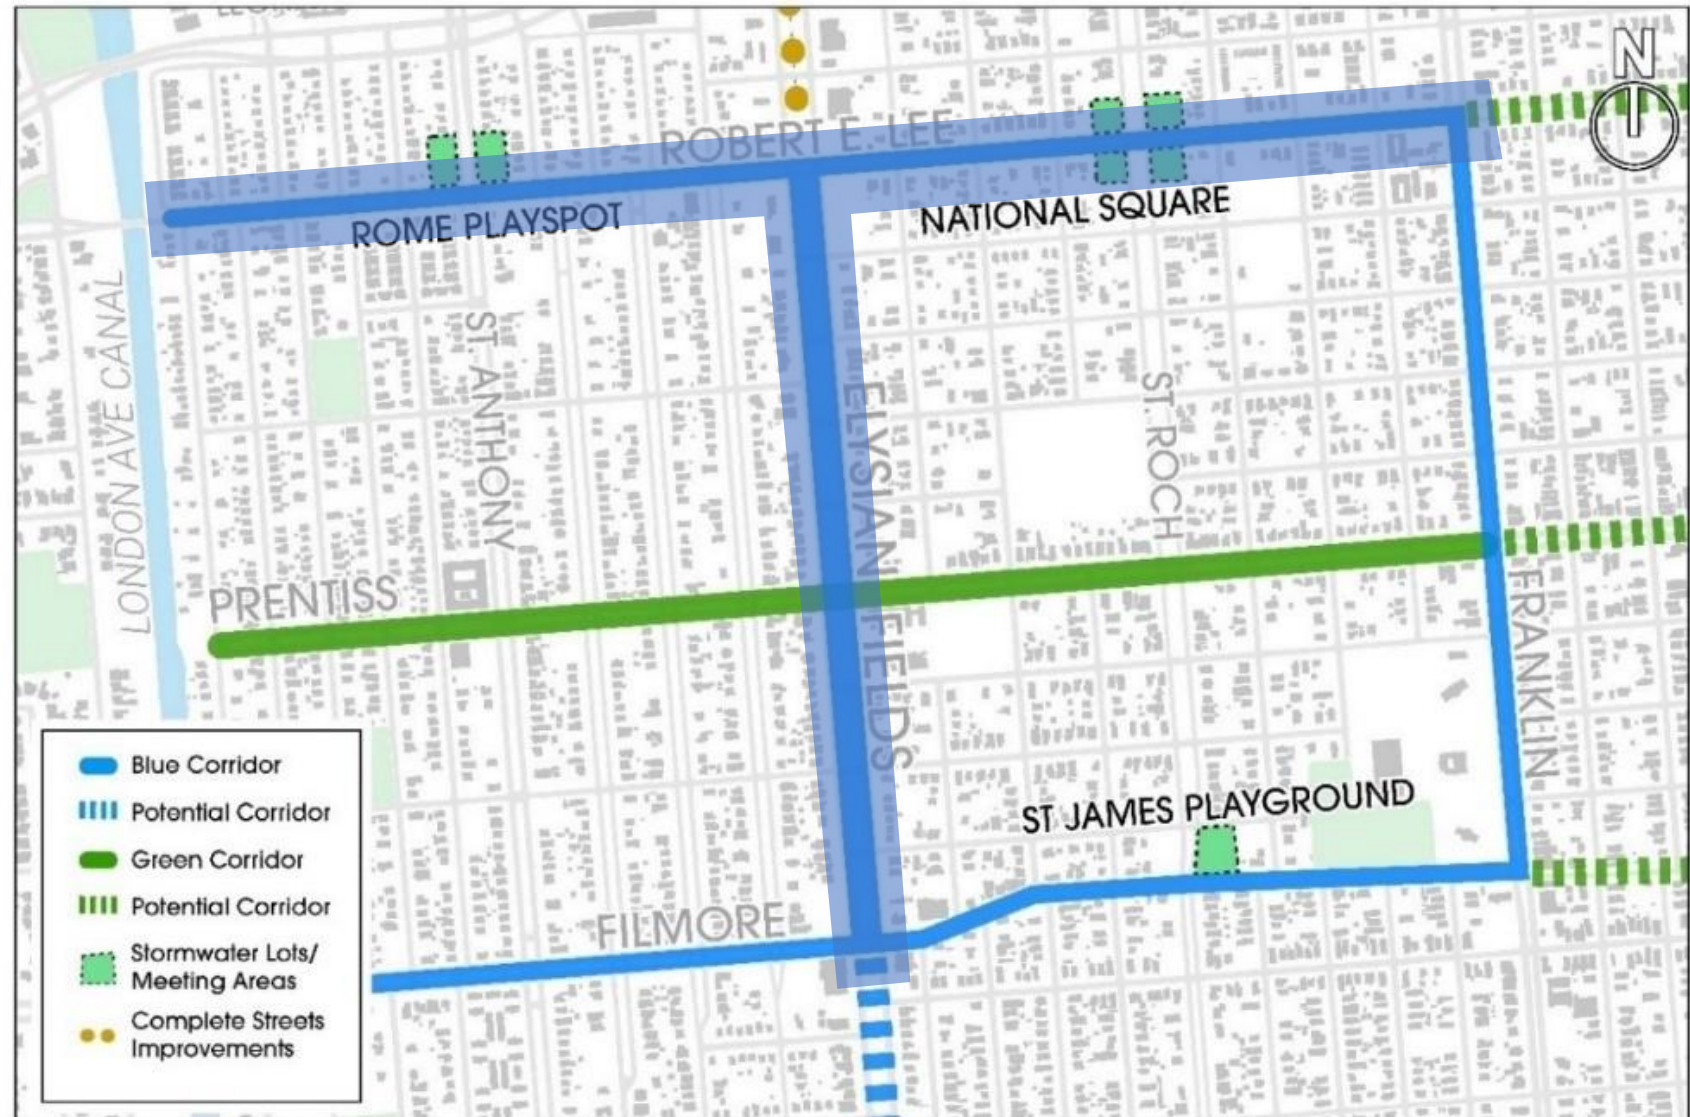 N
ROBERT E. LEE
ROME PLAYSPOT
NATIONAL SQUARE
LONDON AVE CANAL
ST. ANTHONY
ELYSIAN FIELDS
ST. ROCH
PRENTISS
FRANKLIN
ST JAMES PLAYGROUND
FILMORE
Blue Corridor
Potential Corridor
Green Corridor
Potential Corridor
Stormwater Lots/
Meeting Areas
Complete Streets
Improvements